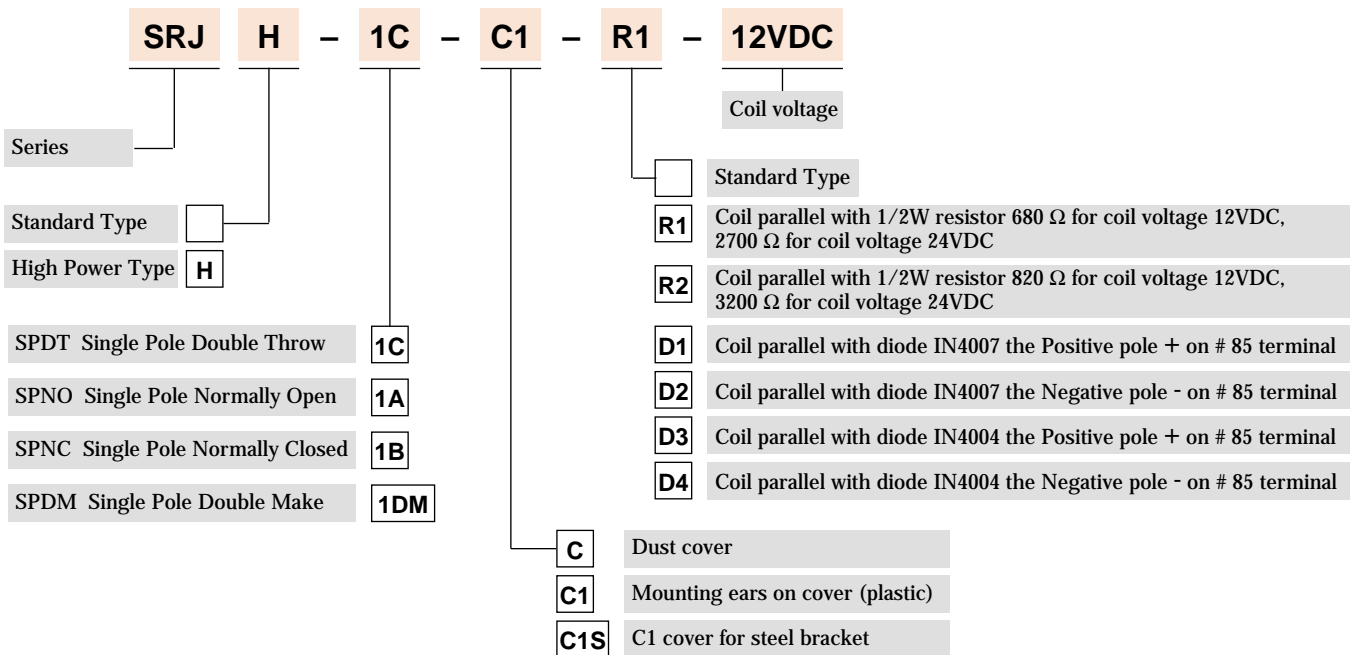 SRJ H – 1C – C1 – R1 – 12VDC
Coil voltage
Series
Standard Type
High Power Type H
SPDT Single Pole Double Throw 1C
SPNO Single Pole Normally Open 1A
SPNC Single Pole Normally Closed 1B
SPDM Single Pole Double Make 1DM
Standard Type
R1 Coil parallel with 1/2W resistor 680 Ω for coil voltage 12VDC,
2700 Ω for coil voltage 24VDC
R2 Coil parallel with 1/2W resistor 820 Ω for coil voltage 12VDC,
3200 Ω for coil voltage 24VDC
D1 Coil parallel with diode IN4007 the Positive pole + on # 85 terminal
D2 Coil parallel with diode IN4007 the Negative pole - on # 85 terminal
D3 Coil parallel with diode IN4004 the Positive pole + on # 85 terminal
D4 Coil parallel with diode IN4004 the Negative pole - on # 85 terminal
C Dust cover
C1 Mounting ears on cover (plastic)
C1S C1 cover for steel bracket